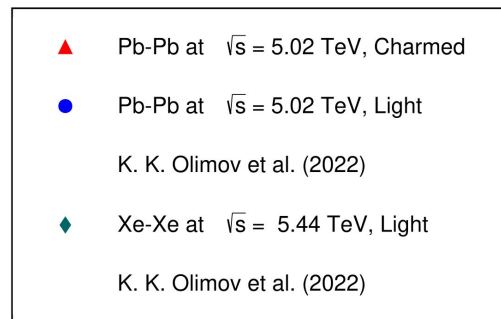 Pb-Pb at √s = 5.02 TeV, Charmed
Pb-Pb at √s = 5.02 TeV, Light
K. K. Olimov et al. (2022)
Xe-Xe at √s = 5.44 TeV, Light
K. K. Olimov et al. (2022)